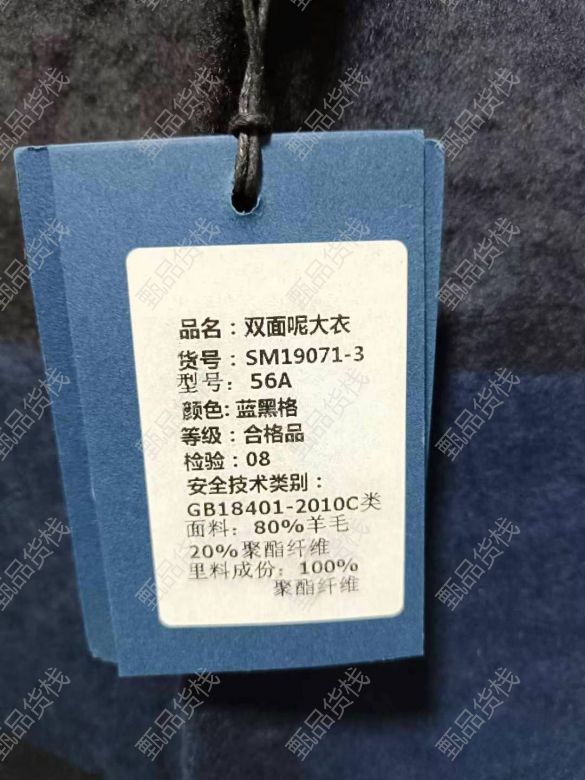 品名：双面呢大衣
货号：SM19071-3
型号：56A
颜色: 蓝黑格
等级：合格品
检验：08
安全技术类别：
GB18401-2010C类
面料：80%羊毛
20%聚酯纤维
里料成份：100%
聚酯纤维
甄品货栈